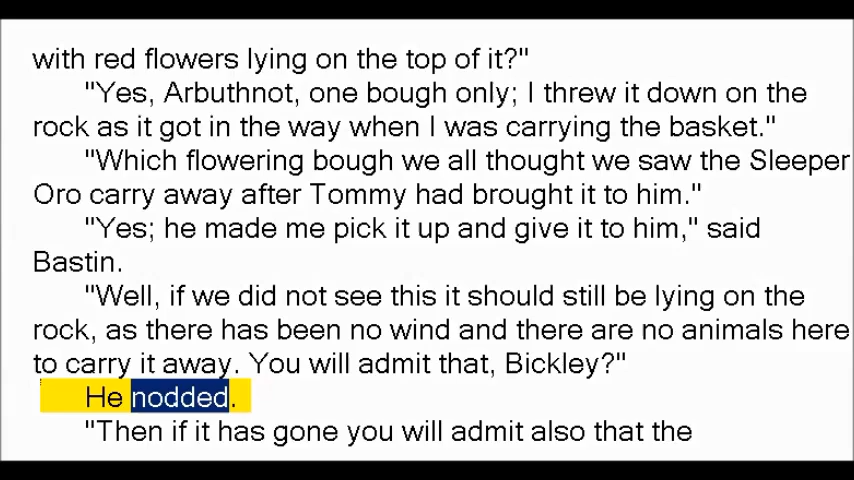 with red flowers lying on the top of it?"
"Yes, Arbuthnot, one bough only; I threw it down on the
rock as it got in the way when I was carrying the basket."
"Which flowering bough we all thought we saw the Sleeper
Oro carry away after Tommy had brought it to him."
"Yes; he made me pick it up and give it to him," said
Bastin.
"Well, if we did not see this it should still be lying on the
rock, as there has been no wind and there are no animals here
to carry it away. You will admit that, Bickley?"
He nodded.
"Then if it has gone you will admit also that the